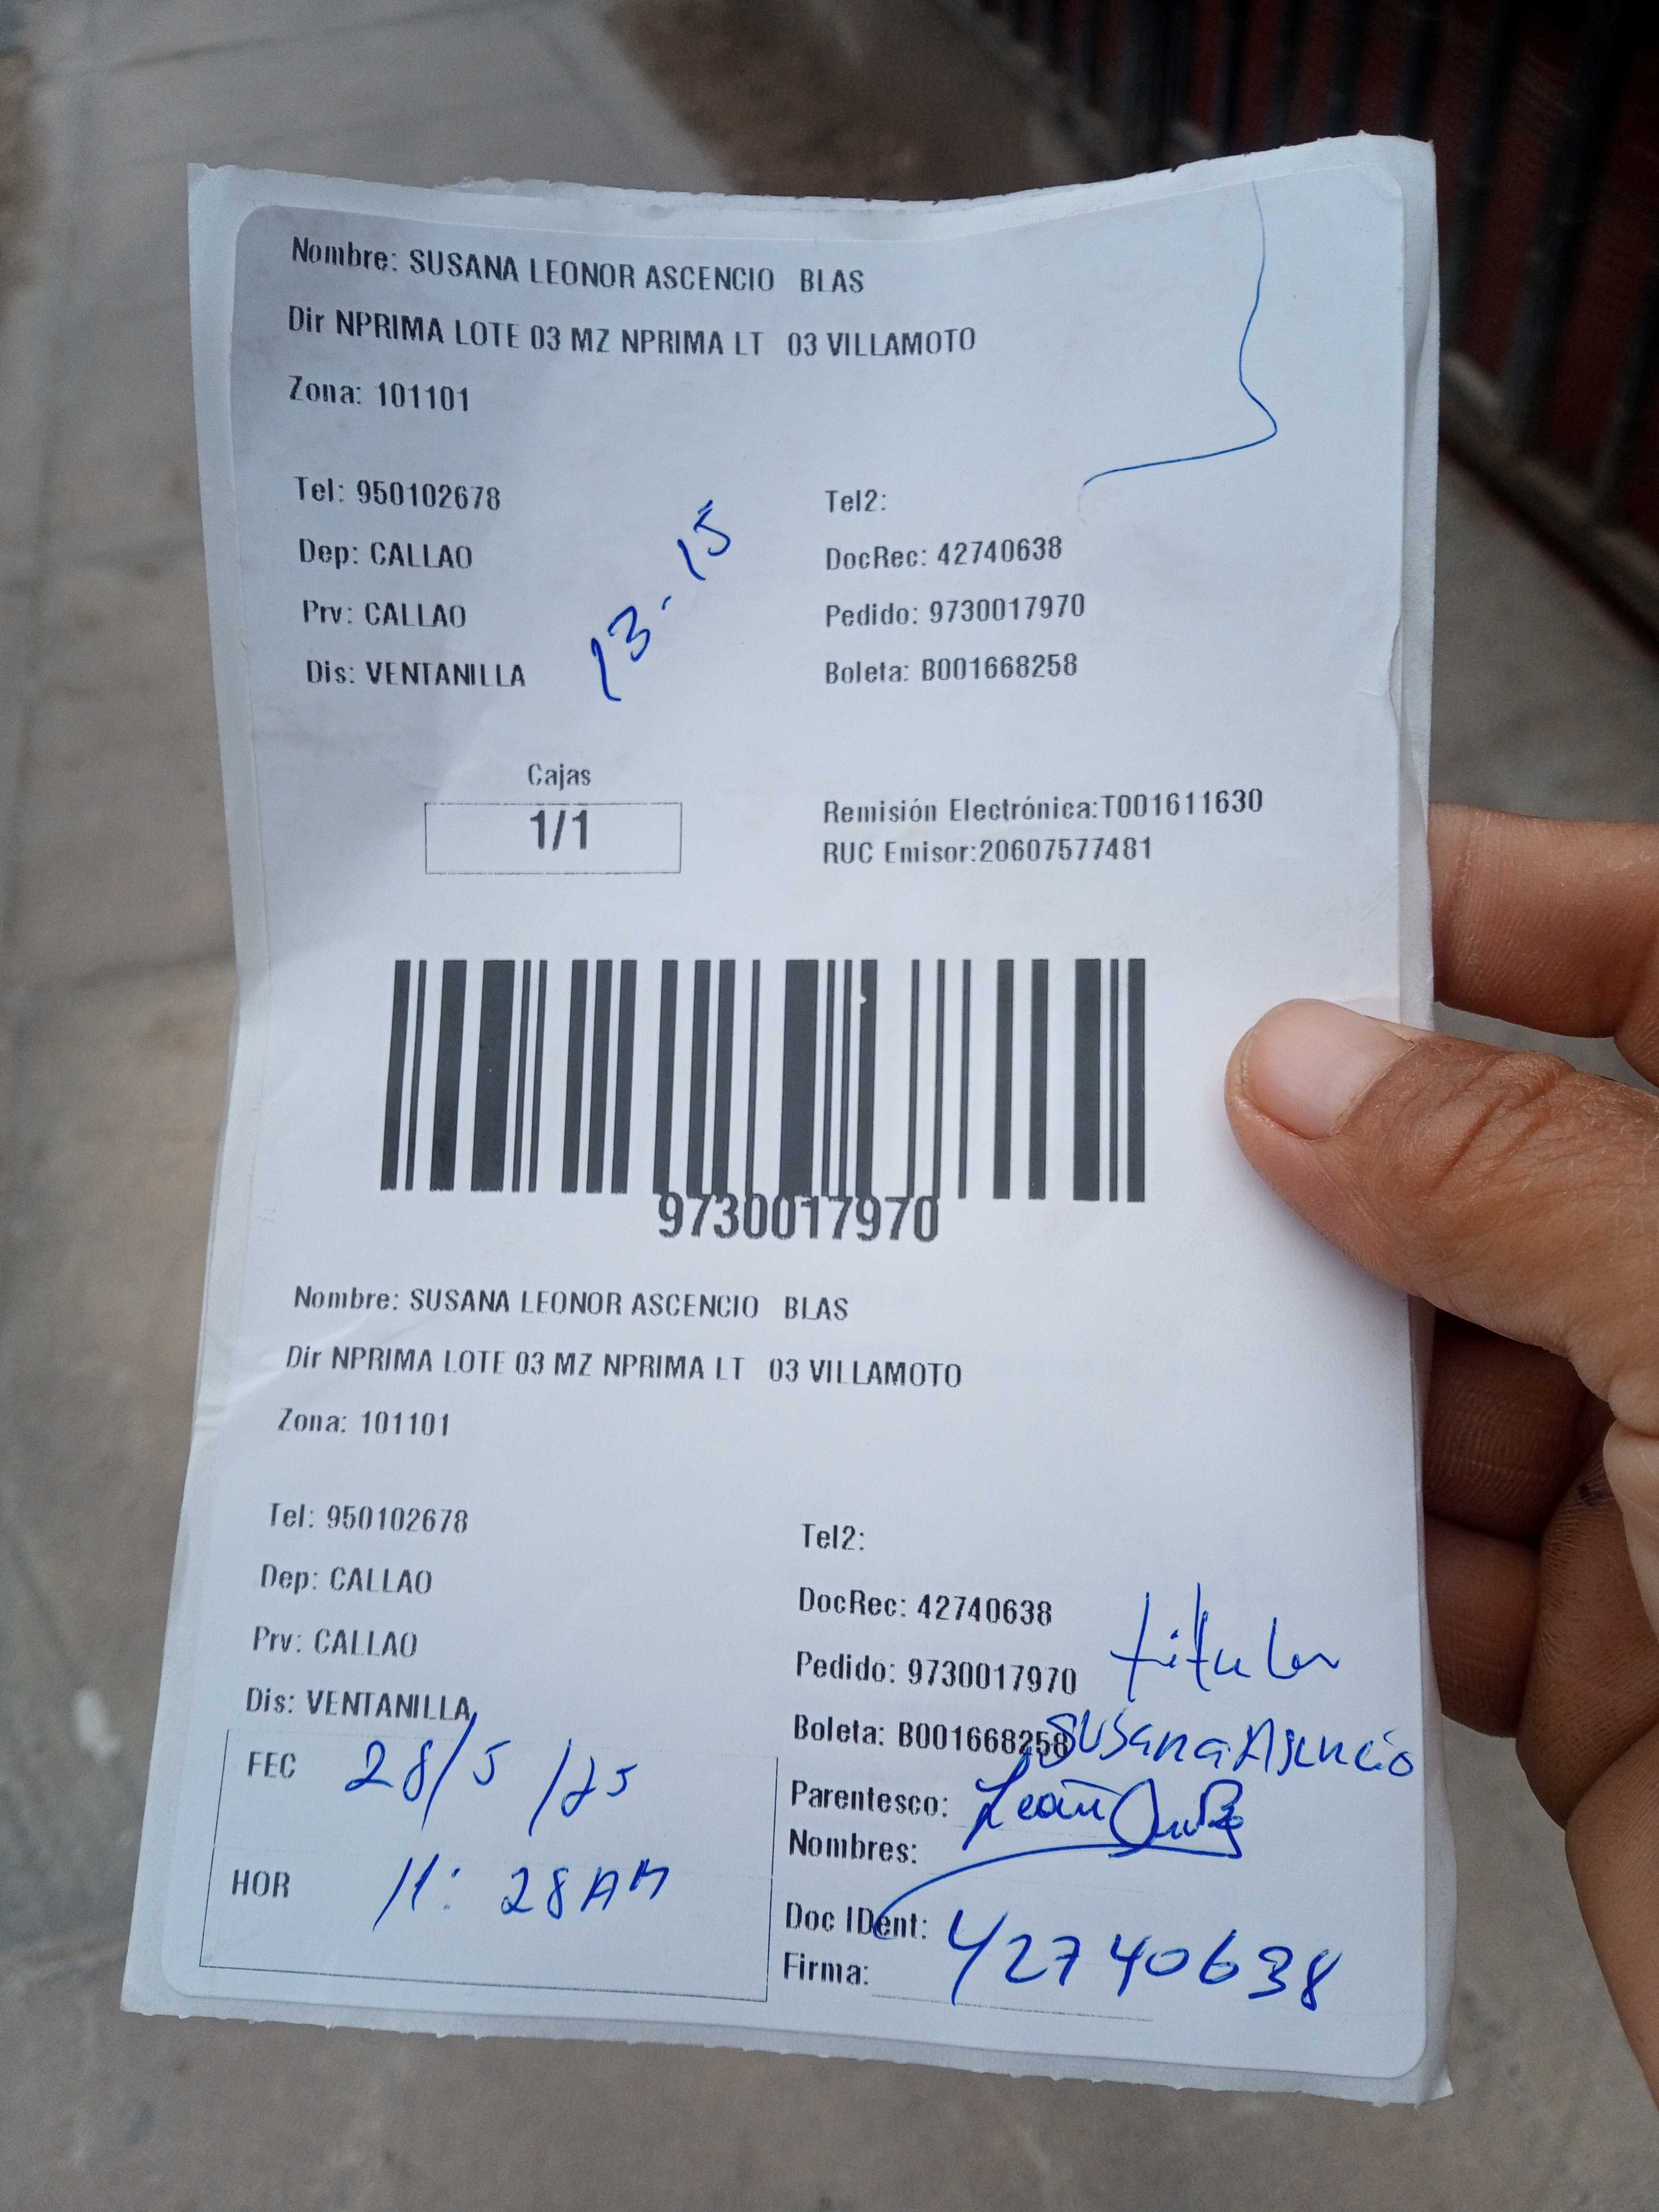 Nombre: SUSANA LEONOR ASCENCIO BLAS
Dir NPRIMA LOTE 03 MZ NPRIMA LT 03 VILLAMOTO
Zona: 101101
Tel: 950102678
Tel2:
Dep: CALLAO
DocRec: 42740638
Prv: CALLAO
Pedido: 9730017970
Dis: VENTANILLA
Boleta: B001668258
13-15
Cajas
1/1
Remisión Electrónica:T001611630
RUC Emisor:20607577481
9730017970
Nombre: SUSANA LEONOR ASCENCIO BLAS
Dir NPRIMA LOTE 03 MZ NPRIMA LT 03 VILLAMOTO
Zona: 101101
Tel: 950102678
Tel2:
Dep: CALLAO
DocRec: 42740638
Prv: CALLAO
Pedido: 9730017970 titular
Dis: VENTANILLA
Boleta: B001668258 Susana Asencio
FEC 28/5/25
Parentesco:
Nombres:
HOR 11:28 AM
Doc IDent: 42740638
Firma: